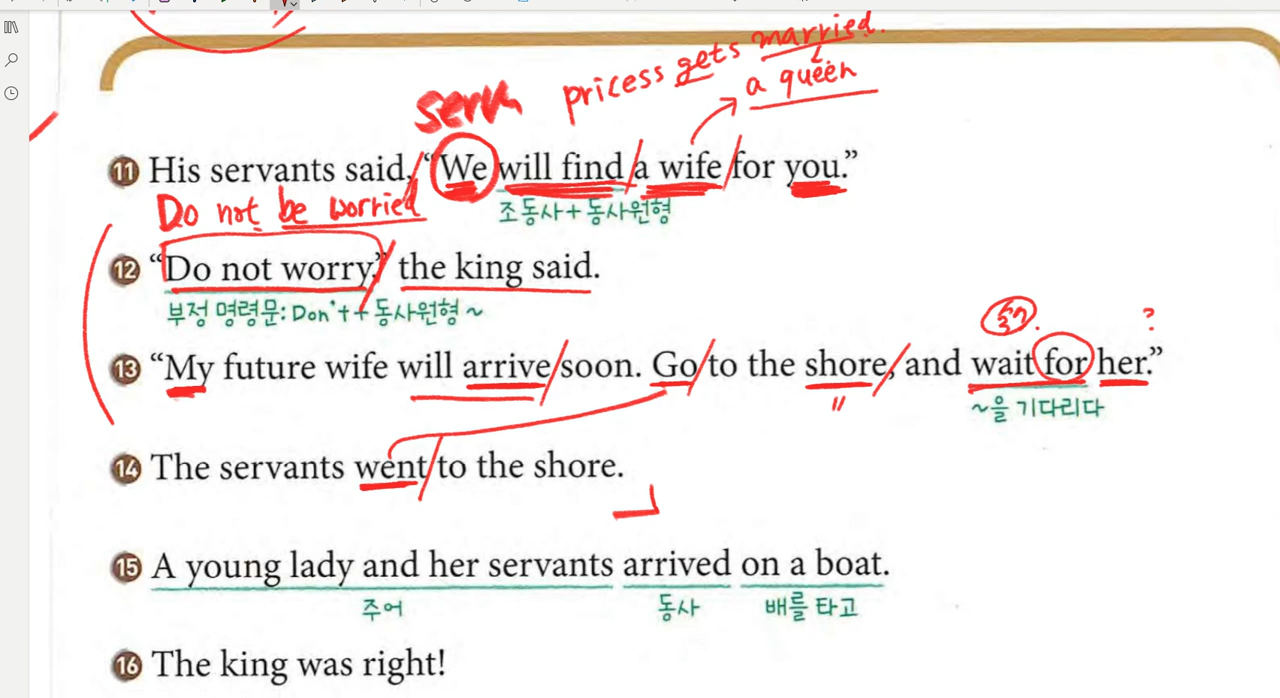 pricess gets married.
a queen
⑪ His servants said, “We will find a wife for you.”
Do not be worried
조동사+동사원형
⑫ “Do not worry,” the king said.
부정 명령문: Don't+동사원형~
?
⑬ “My future wife will arrive soon. Go to the shore, and wait for her.”
~을 기다리다
⑭ The servants went to the shore.
⑮ A young lady and her servants arrived on a boat.
주어 동사 배를 타고
⑯ The king was right!